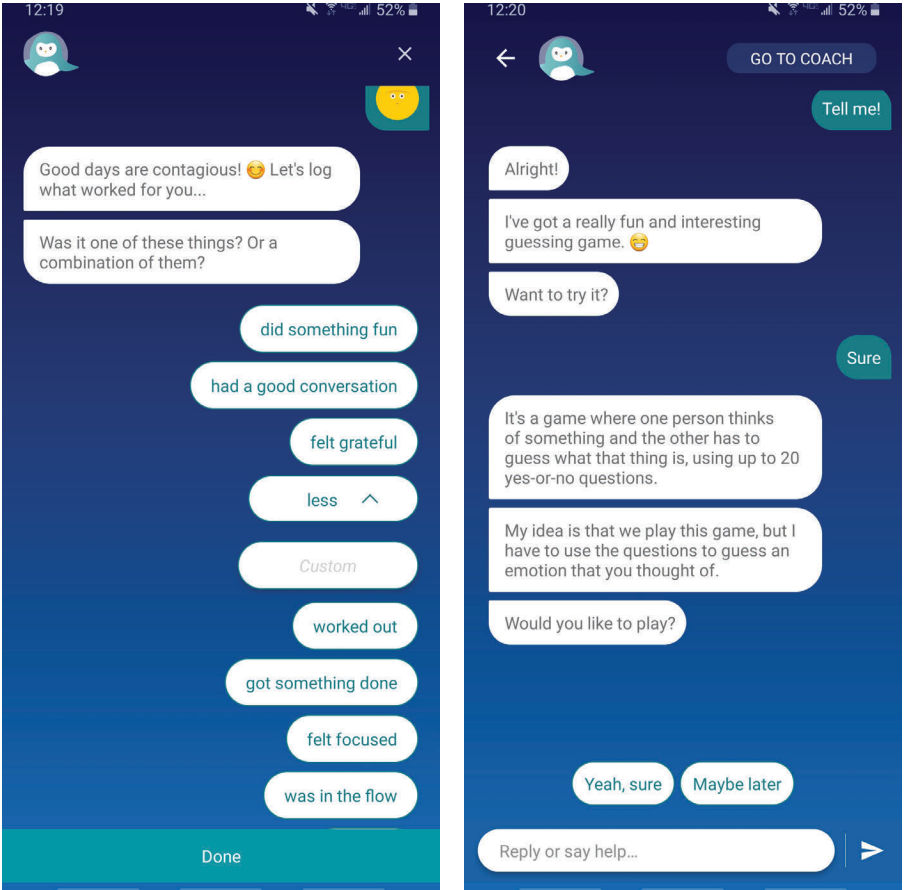 12:19
4G
52%
Good days are contagious! Let's log
what worked for you...
Was it one of these things? Or a
combination of them?
did something fun
had a good conversation
felt grateful
less
Custom
worked out
got something done
felt focused
was in the flow
Done
12:20
4G
52%
GO TO COACH
Tell me!
Alright!
I've got a really fun and interesting
guessing game.
Want to try it?
Sure
It's a game where one person thinks
of something and the other has to
guess what that thing is, using up to 20
yes-or-no questions.
My idea is that we play this game, but I
have to use the questions to guess an
emotion that you thought of.
Would you like to play?
Yeah, sure
Maybe later
Reply or say help...